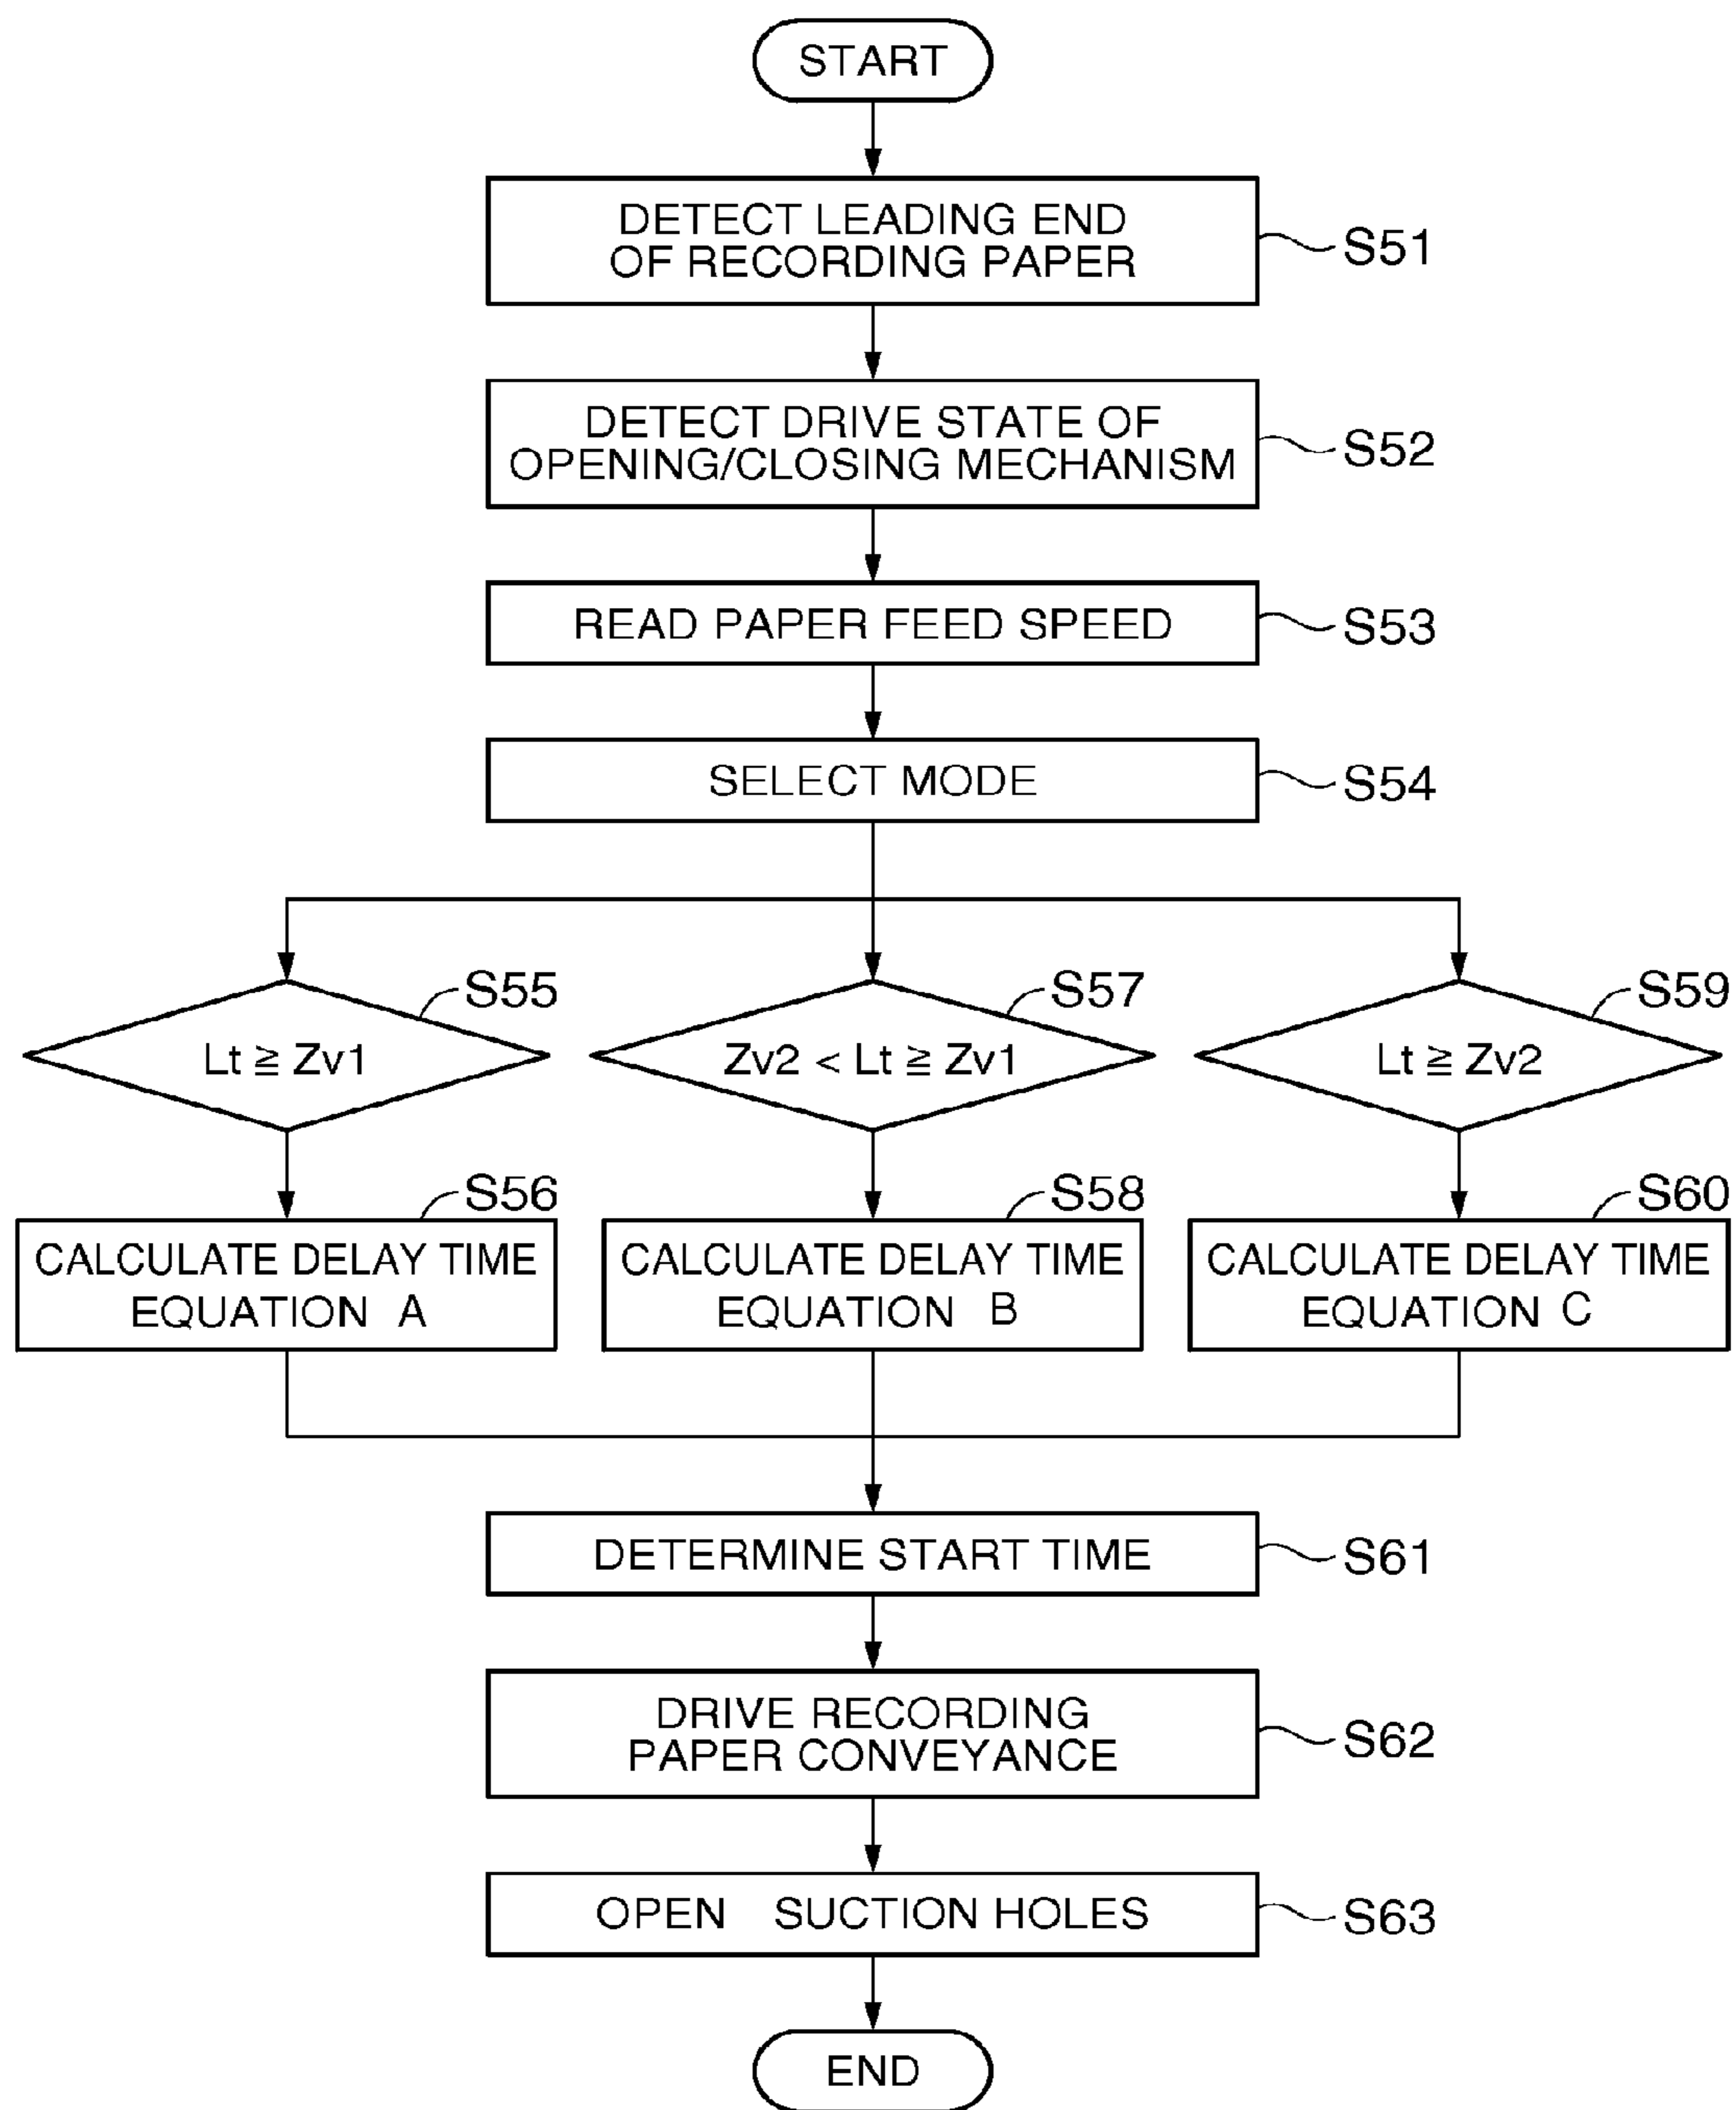 START
DETECT LEADING END
OF RECORDING PAPER
S51
DETECT DRIVE STATE OF
OPENING/CLOSING MECHANISM
S52
READ PAPER FEED SPEED
S53
SELECT MODE
S54
S55
Lt ≧ Zv1
S57
Zv2 < Lt ≧ Zv1
S59
Lt ≧ Zv2
S56
CALCULATE DELAY TIME
EQUATION A
S58
CALCULATE DELAY TIME
EQUATION B
S60
CALCULATE DELAY TIME
EQUATION C
DETERMINE START TIME
S61
DRIVE RECORDING
PAPER CONVEYANCE
S62
OPEN SUCTION HOLES
S63
END